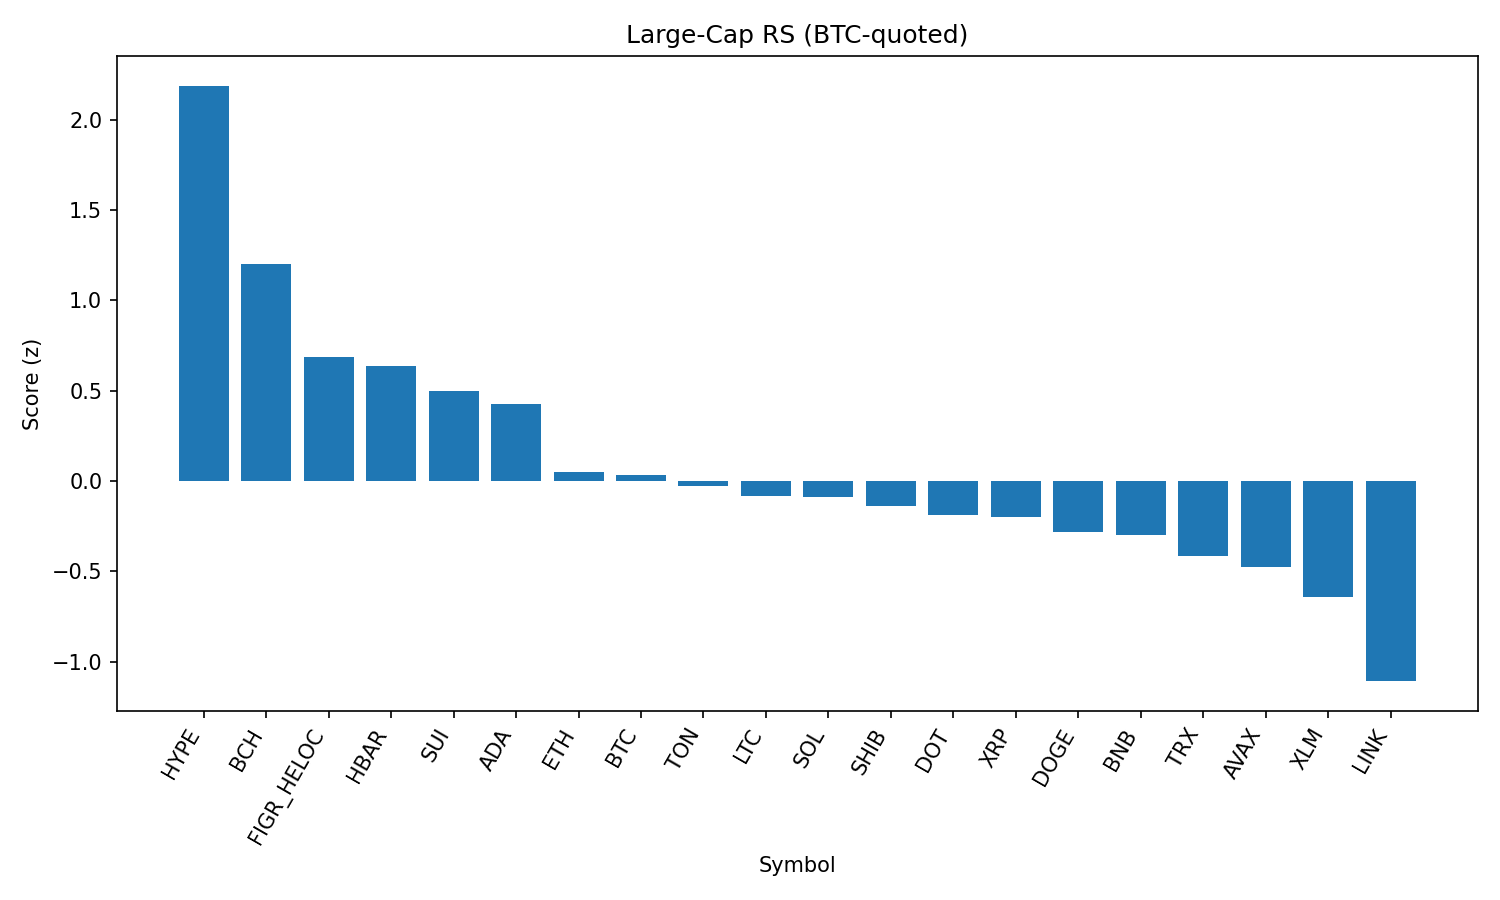 Large-Cap RS (BTC-quoted)
Score (z)
2.0
1.5
1.0
0.5
0.0
−0.5
−1.0
HYPE
BCH
FIGR_HELOC
HBAR
SUI
ADA
ETH
BTC
TON
LTC
SOL
SHIB
DOT
XRP
DOGE
BNB
TRX
AVAX
XLM
LINK
Symbol